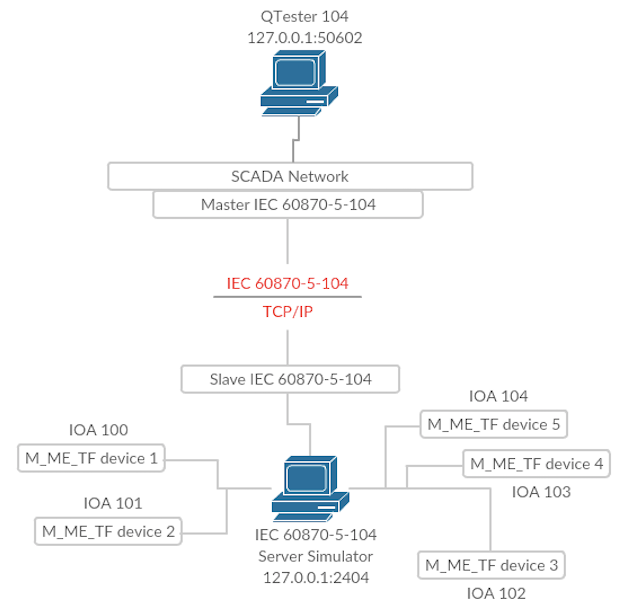 QTester 104
127.0.0.1:50602
SCADA Network
Master IEC 60870-5-104
IEC 60870-5-104
TCP/IP
Slave IEC 60870-5-104
IOA 100
M_ME_TF device 1
IOA 101
M_ME_TF device 2
IOA 104
M_ME_TF device 5
M_ME_TF device 4
IOA 103
IEC 60870-5-104
Server Simulator
127.0.0.1:2404
M_ME_TF device 3
IOA 102